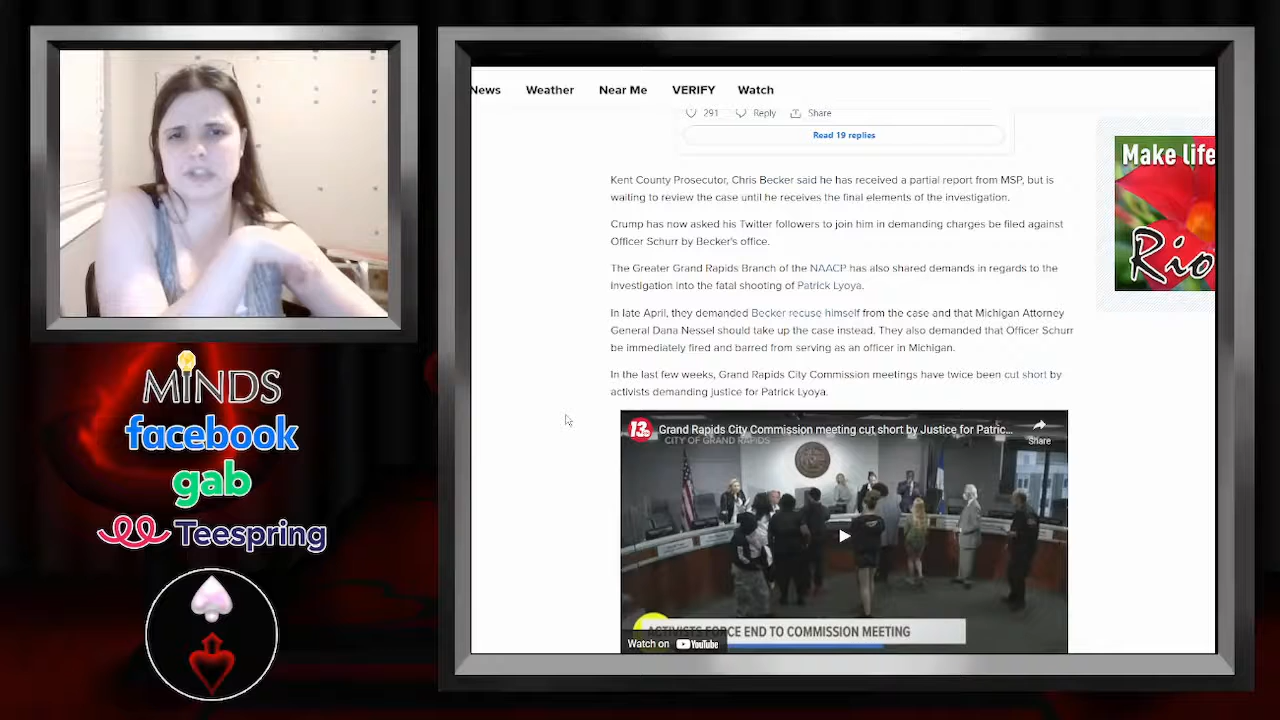 News Weather Near Me VERIFY Watch
291 Reply Share
Read 19 replies
Make life
Rio
Kent County Prosecutor, Chris Becker said he has received a partial report from MSP, but is
waiting to review the case until he receives the final elements of the investigation.
Crump has now asked his Twitter followers to join him in demanding charges be filed against
Officer Schurr by Becker's office.
The Greater Grand Rapids Branch of the NAACP has also shared demands in regards to the
investigation into the fatal shooting of Patrick Lyoya.
In late April, they demanded Becker recuse himself from the case and that Michigan Attorney
General Dana Nessel should take up the case instead. They also demanded that Officer Schurr
be immediately fired and barred from serving as an officer in Michigan.
In the last few weeks, Grand Rapids City Commission meetings have twice been cut short by
activists demanding justice for Patrick Lyoya.
13
Grand Rapids City Commission meeting cut short by Justice for Patric...
CITY OF GRAND RAPIDS
Share
ACTIVISTS FORCE END TO COMMISSION MEETING
Watch on YouTube
MINDS
facebook
gab
Teespring